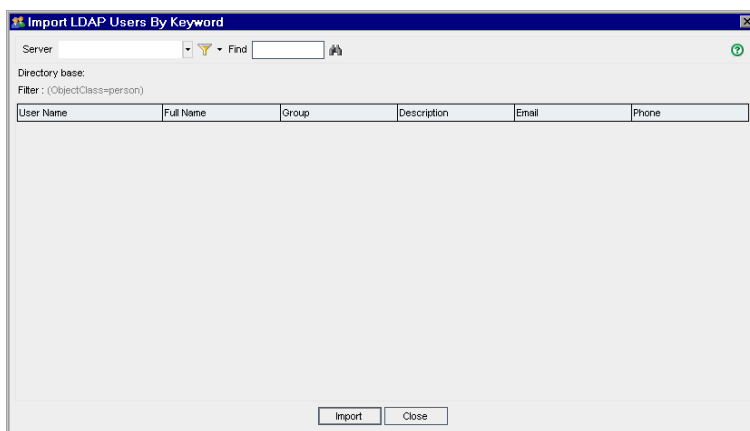 Import LDAP Users By Keyword
Server Find
Directory base:
Filter : (ObjectClass=person)
User Name Full Name Group Description Email Phone
Import Close